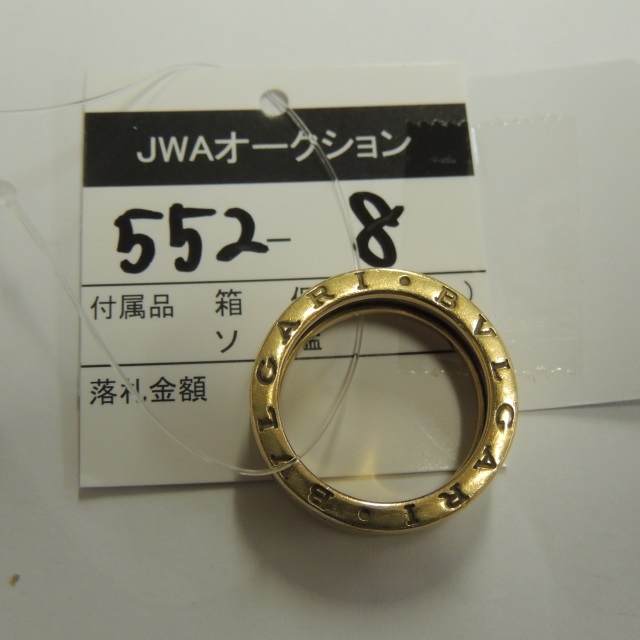 JWAオークション
552- 8
付属品 箱 )
ソ
落札金額
BVLGARI • BVLGARI •